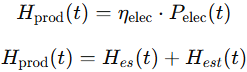 H_prod(t) = η_elec · P_elec(t)
H_prod(t) = H_es(t) + H_est(t)